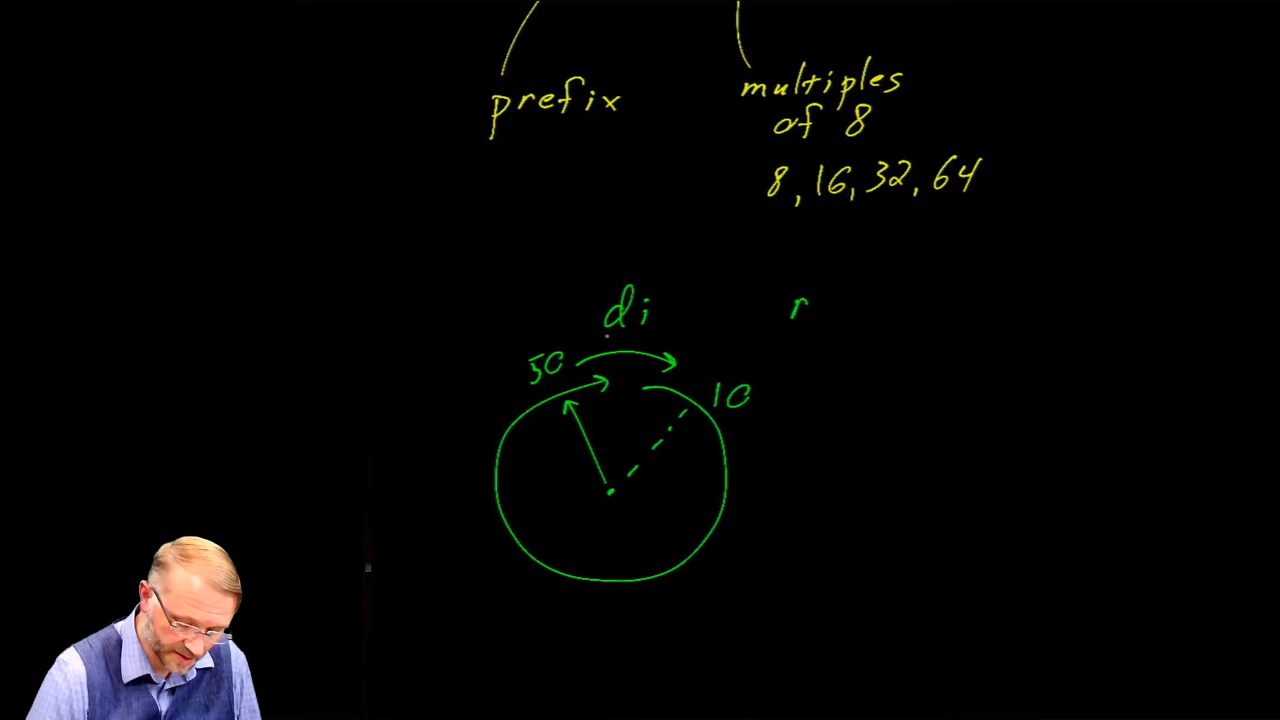 prefix
multiples
of 8
8, 16, 32, 64
di
r
50
10